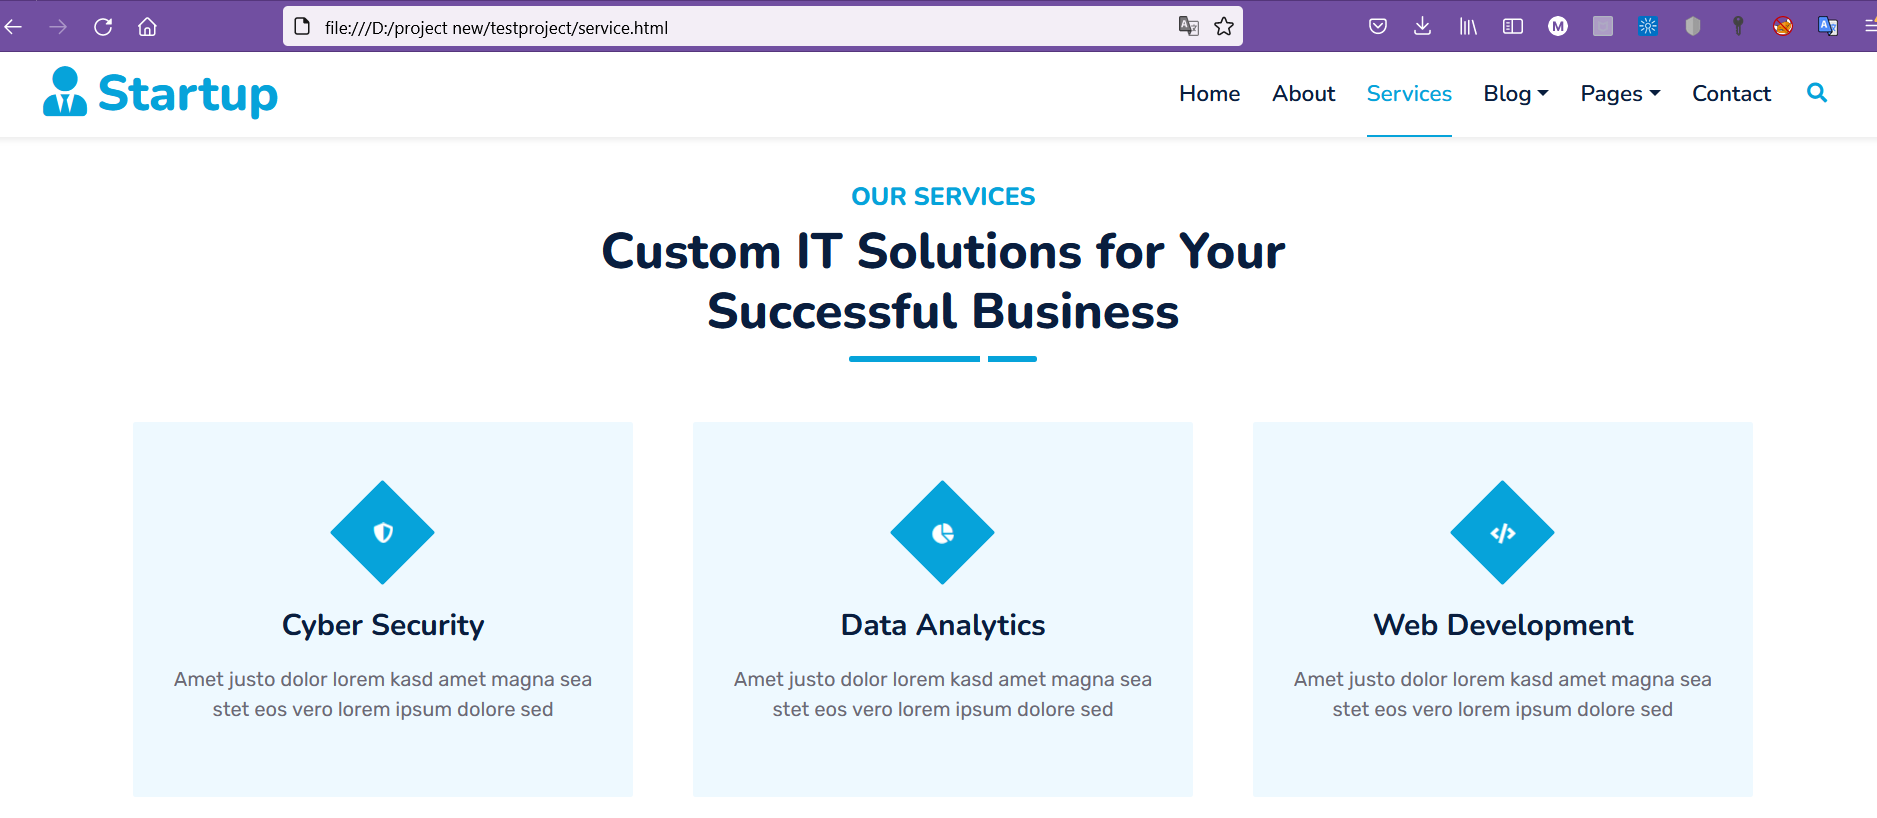 file:///D:/project new/testproject/service.html
Startup
Home About Services Blog Pages Contact
OUR SERVICES
Custom IT Solutions for Your
Successful Business
Cyber Security
Amet justo dolor lorem kasd amet magna sea
stet eos vero lorem ipsum dolore sed
Data Analytics
Amet justo dolor lorem kasd amet magna sea
stet eos vero lorem ipsum dolore sed
Web Development
Amet justo dolor lorem kasd amet magna sea
stet eos vero lorem ipsum dolore sed